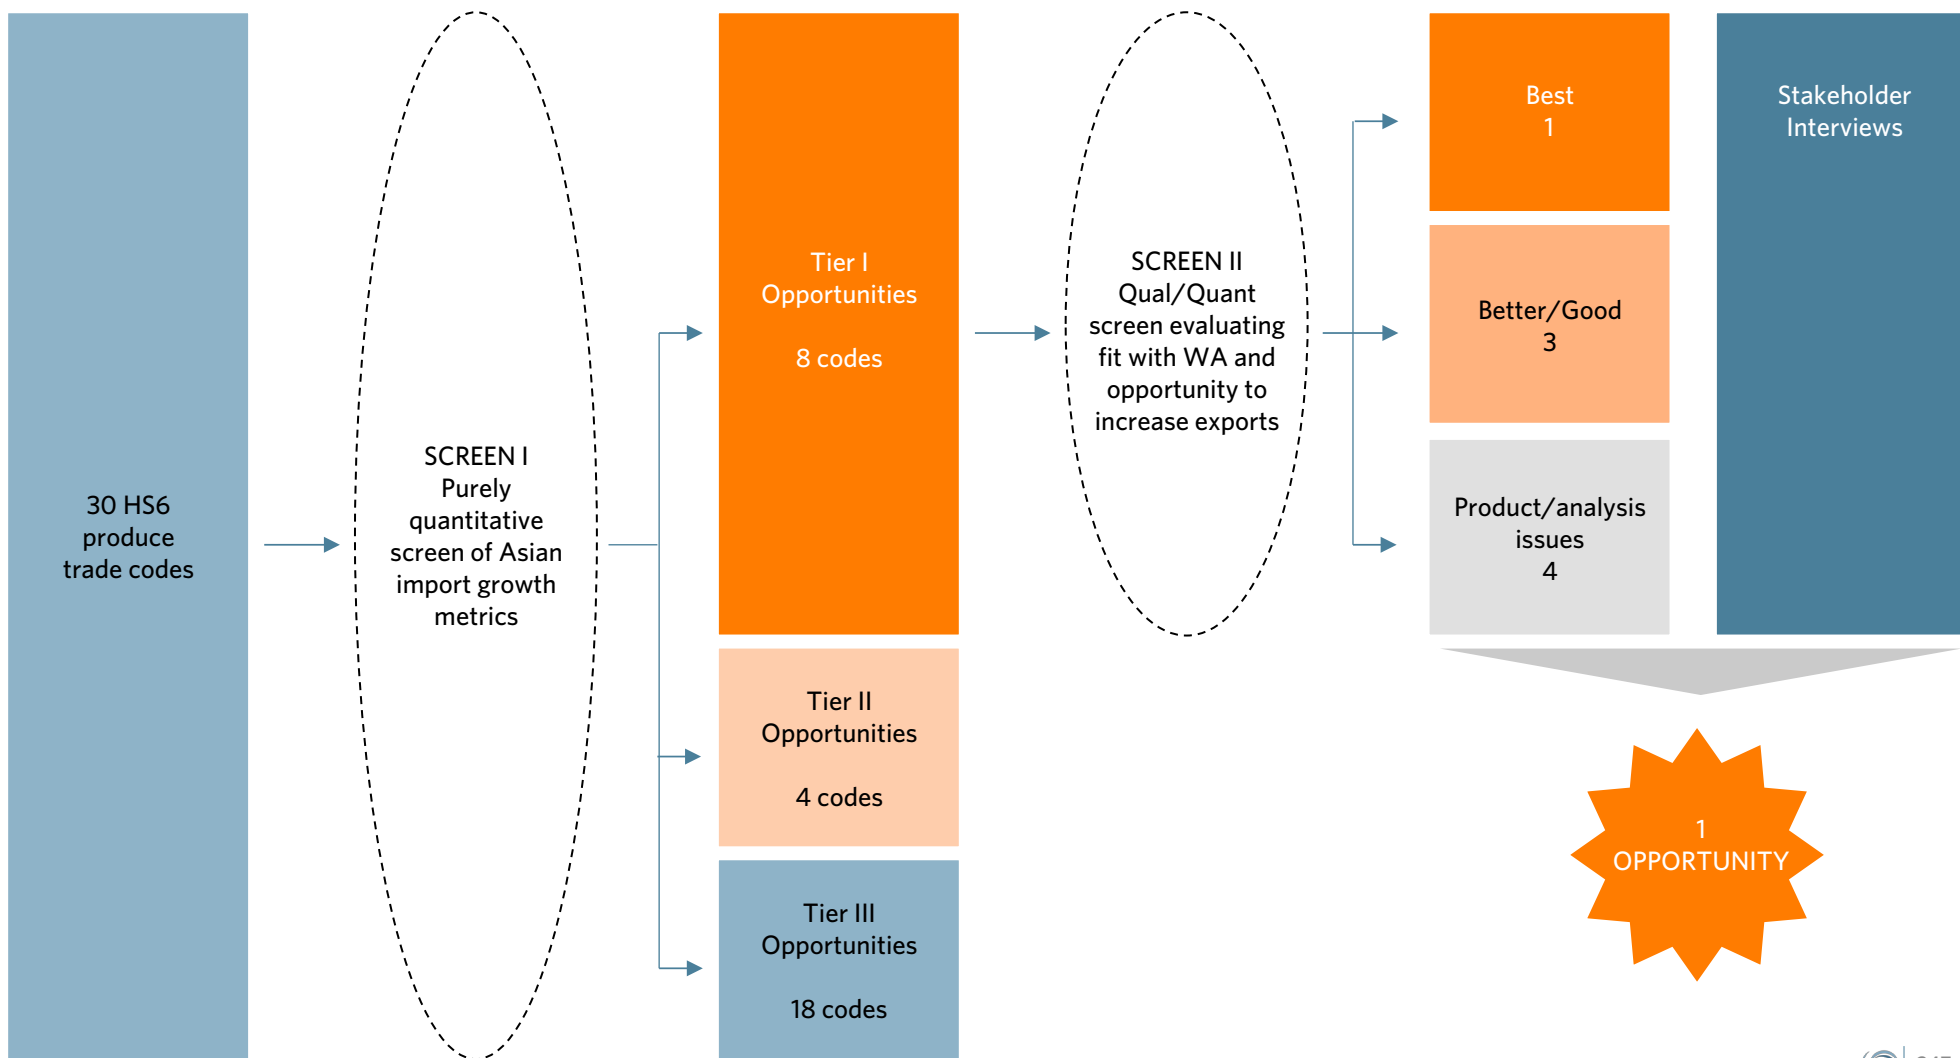 30 HS6
produce
trade codes
SCREEN I
Purely
quantitative
screen of Asian
import growth
metrics
Tier I
Opportunities
8 codes
Tier II
Opportunities
4 codes
Tier III
Opportunities
18 codes
SCREEN II
Qual/Quant
screen evaluating
fit with WA and
opportunity to
increase exports
Best
1
Better/Good
3
Product/analysis
issues
4
Stakeholder
Interviews
1
OPPORTUNITY